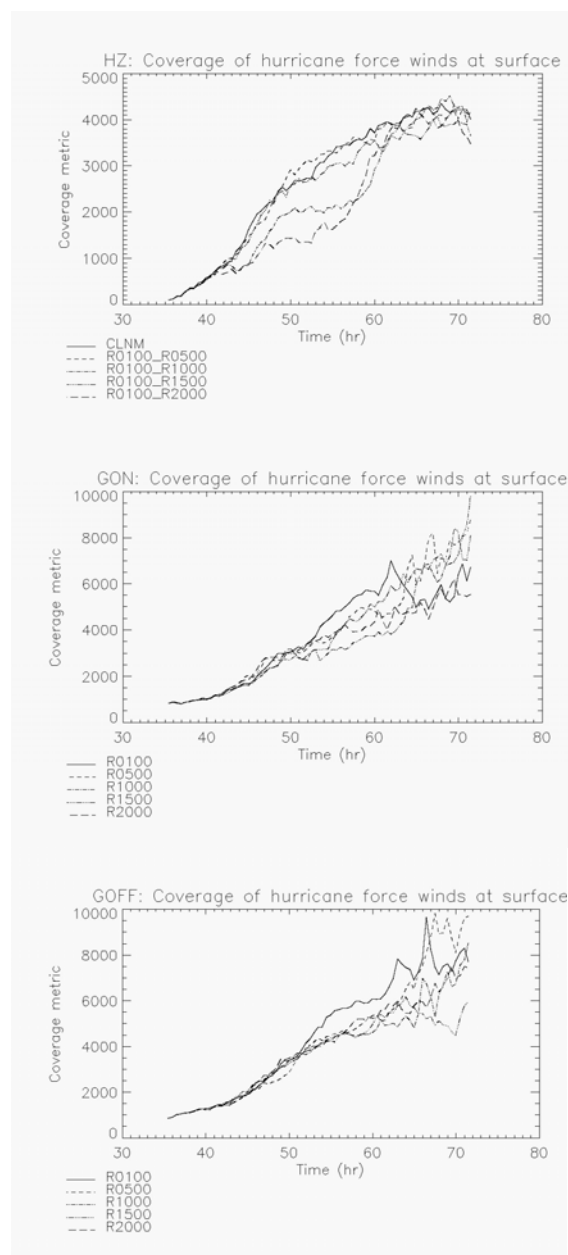 HZ: Coverage of hurricane force winds at surface
5000
4000
3000
2000
1000
0
Coverage metric
30 40 50 60 70 80
Time (hr)
CLNM
R0100_R0500
R0100_R1000
R0100_R1500
R0100_R2000
GON: Coverage of hurricane force winds at surface
10000
8000
6000
4000
2000
0
Coverage metric
30 40 50 60 70 80
Time (hr)
R0100
R0500
R1000
R1500
R2000
GOFF: Coverage of hurricane force winds at surface
10000
8000
6000
4000
2000
0
Coverage metric
30 40 50 60 70 80
Time (hr)
R0100
R0500
R1000
R1500
R2000